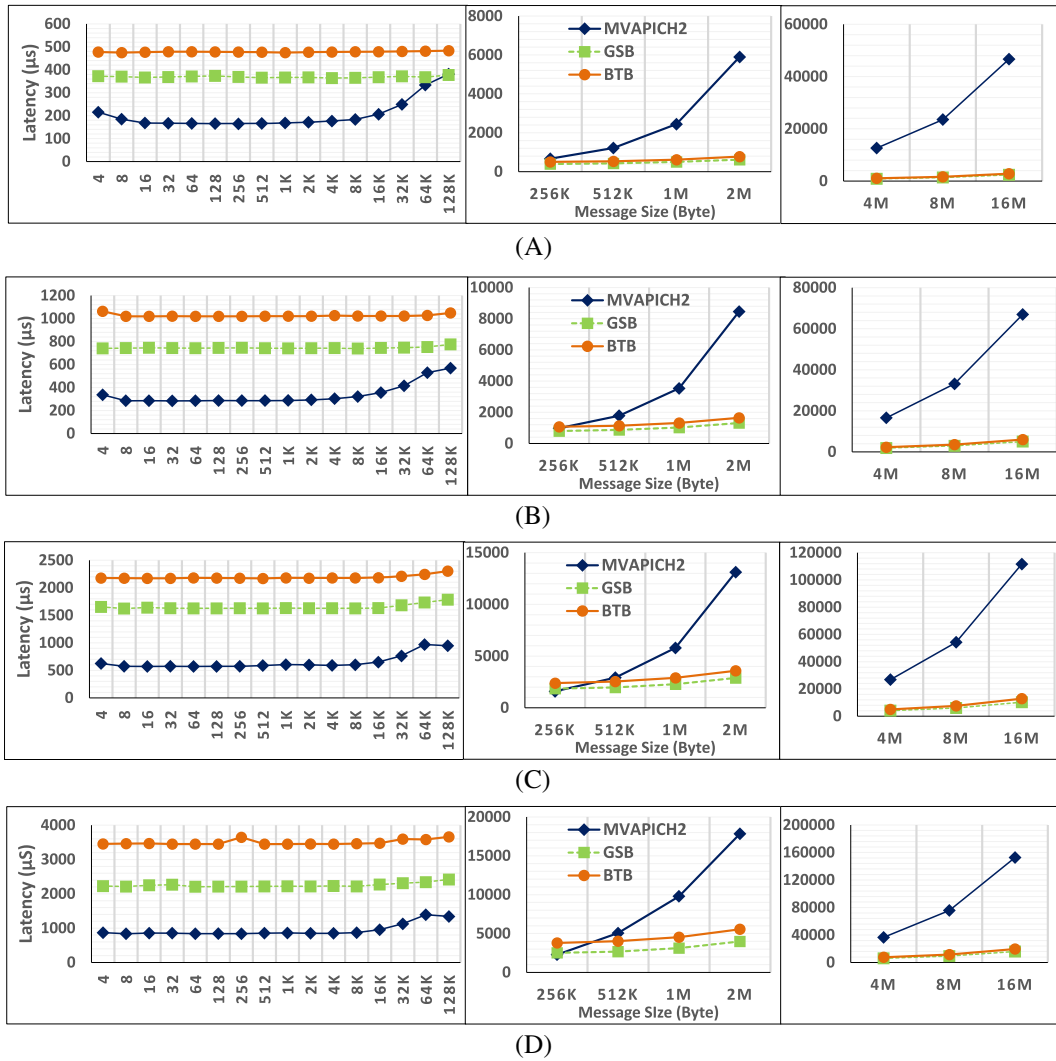 600
500
400
300
200
100
0
Latency (µs)
4 8 16 32 64 128 256 512 1K 2K 4K 8K 16K 32K 64K 128K
8000
6000
4000
2000
0
MVAPICH2
GSB
BTB
256K 512K 1M 2M
Message Size (Byte)
60000
40000
20000
0
4M 8M 16M
(A)
1200
1000
800
600
400
200
0
Latency (µs)
4 8 16 32 64 128 256 512 1K 2K 4K 8K 16K 32K 64K 128K
10000
8000
6000
4000
2000
0
MVAPICH2
GSB
BTB
256K 512K 1M 2M
Message Size (Byte)
80000
60000
40000
20000
0
4M 8M 16M
(B)
2500
2000
1500
1000
500
0
Latency (µs)
4 8 16 32 64 128 256 512 1K 2K 4K 8K 16K 32K 64K 128K
15000
10000
5000
0
MVAPICH2
GSB
BTB
256K 512K 1M 2M
Message Size (Byte)
120000
100000
80000
60000
40000
20000
0
4M 8M 16M
(C)
4000
3000
2000
1000
0
Latency (µS)
4 8 16 32 64 128 256 512 1K 2K 4K 8K 16K 32K 64K 128K
20000
15000
10000
5000
0
MVAPICH2
GSB
BTB
256K 512K 1M 2M
Message SIze (Byte)
200000
160000
120000
80000
40000
0
4M 8M 16M
(D)